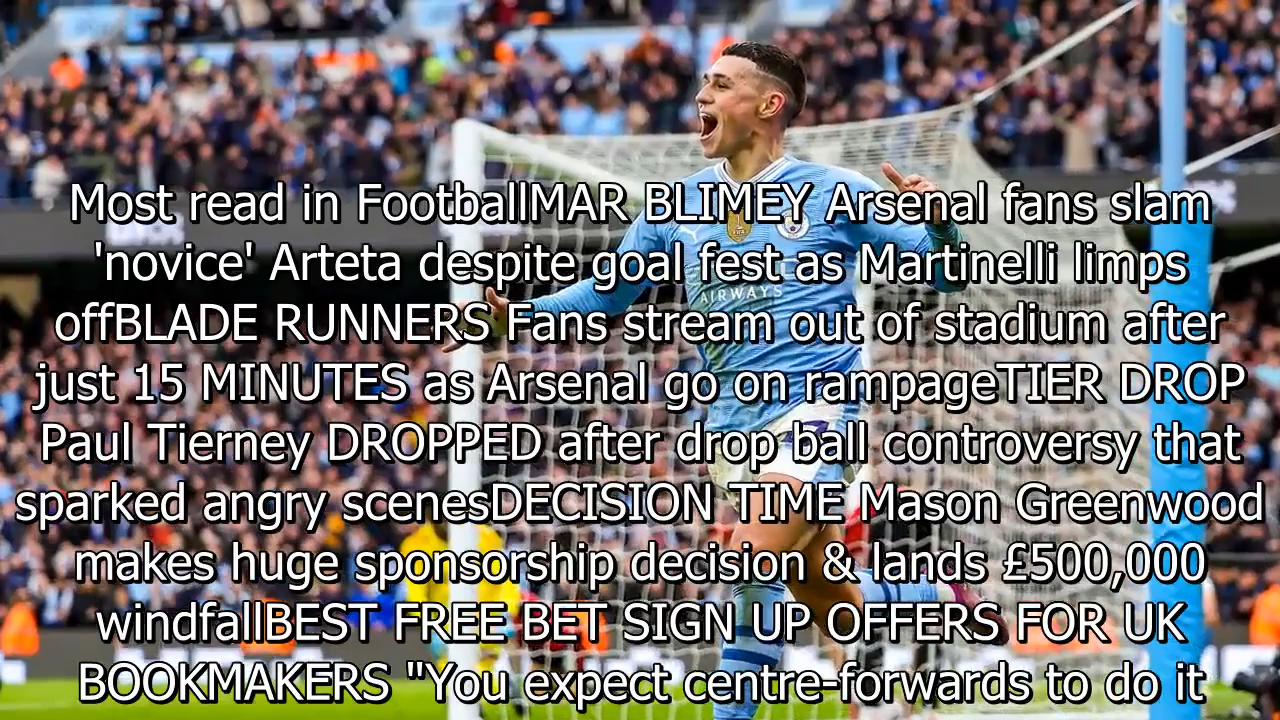 Most read in FootballMAR BLIMEY Arsenal fans slam
'novice' Arteta despite goal fest as Martinelli limps
offBLADE RUNNERS Fans stream out of stadium after
just 15 MINUTES as Arsenal go on rampageTIER DROP
Paul Tierney DROPPED after drop ball controversy that
sparked angry scenesDECISION TIME Mason Greenwood
makes huge sponsorship decision & lands £500,000
windfallBEST FREE BET SIGN UP OFFERS FOR UK
BOOKMAKERS "You expect centre-forwards to do it
AIRWAYS